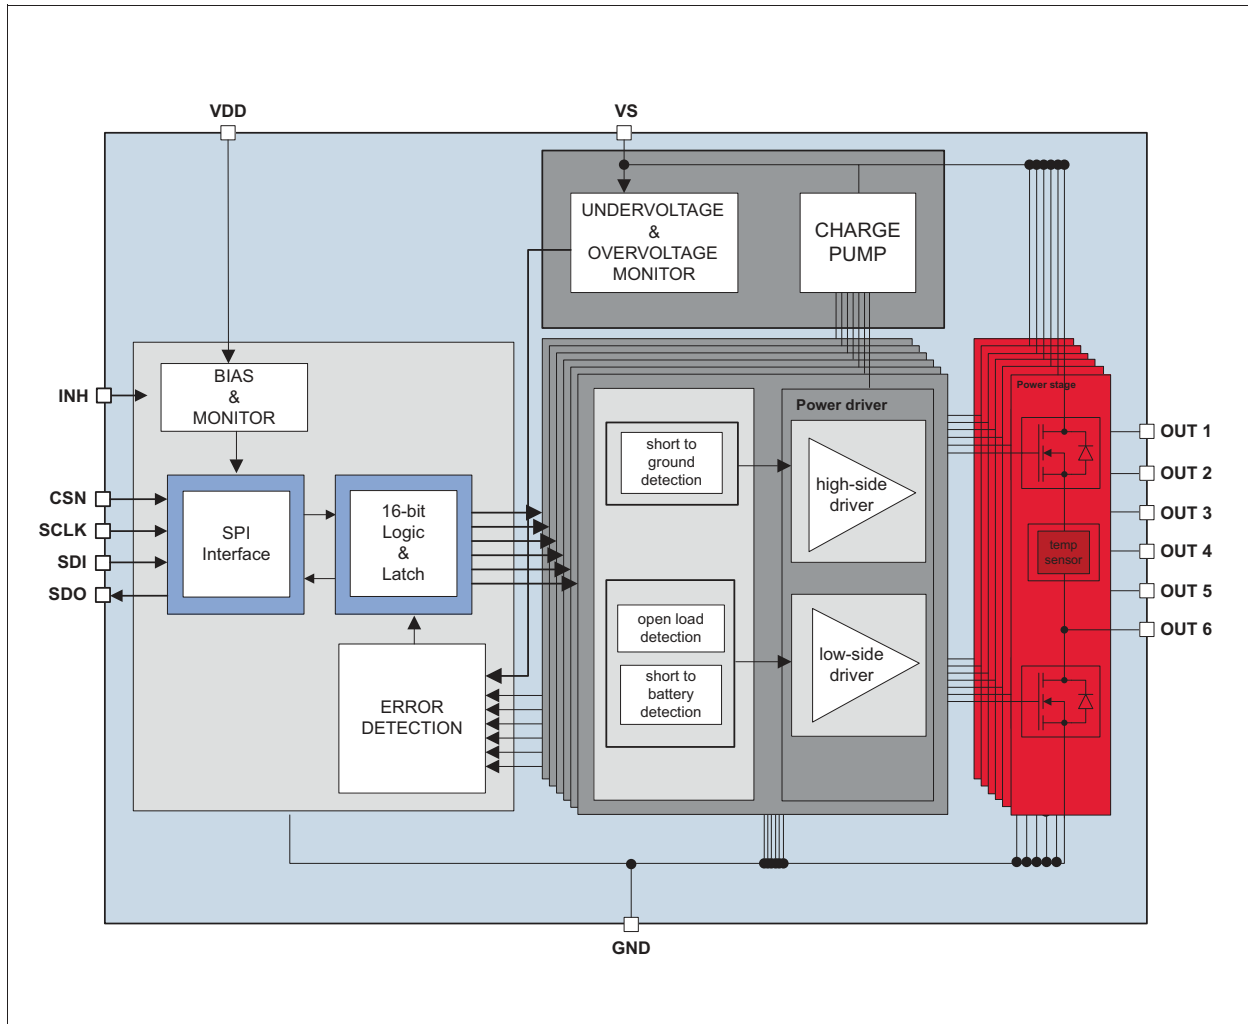 VDD
VS
UNDERVOLTAGE
&
OVERVOLTAGE
MONITOR
CHARGE
PUMP
BIAS
&
MONITOR
INH
CSN
SCLK
SDI
SDO
SPI
Interface
16-bit
Logic
&
Latch
ERROR
DETECTION
short to
ground
detection
open load
detection
short to
battery
detection
Power driver
high-side
driver
low-side
driver
Power stage
temp
sensor
OUT 1
OUT 2
OUT 3
OUT 4
OUT 5
OUT 6
GND